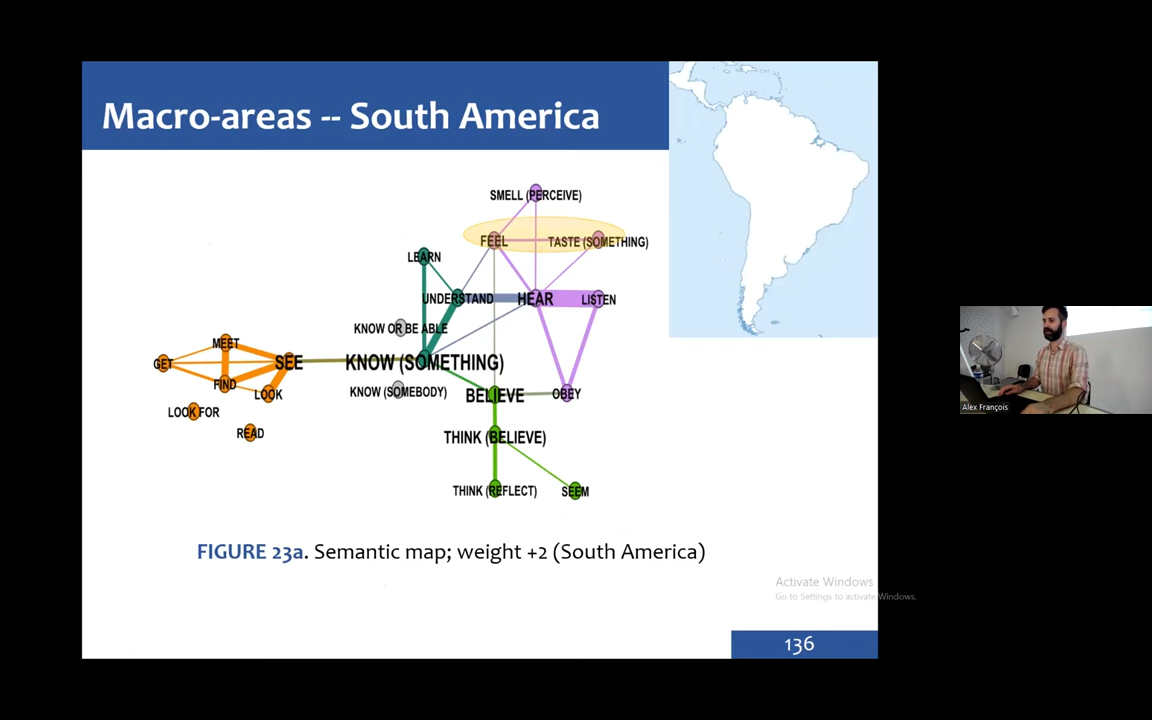 Macro-areas -- South America
SMELL (PERCEIVE)
FEEL
TASTE (SOMETHING)
LEARN
UNDERSTAND
HEAR
LISTEN
KNOW OR BE ABLE
MEET
GET
SEE
KNOW (SOMETHING)
FIND
LOOK
KNOW (SOMEBODY)
BELIEVE
OBEY
LOOK FOR
READ
THINK (BELIEVE)
THINK (REFLECT)
SEEM
FIGURE 23a. Semantic map; weight +2 (South America)
Activate Windows
Go to Settings to activate Windows.
136
Alex François